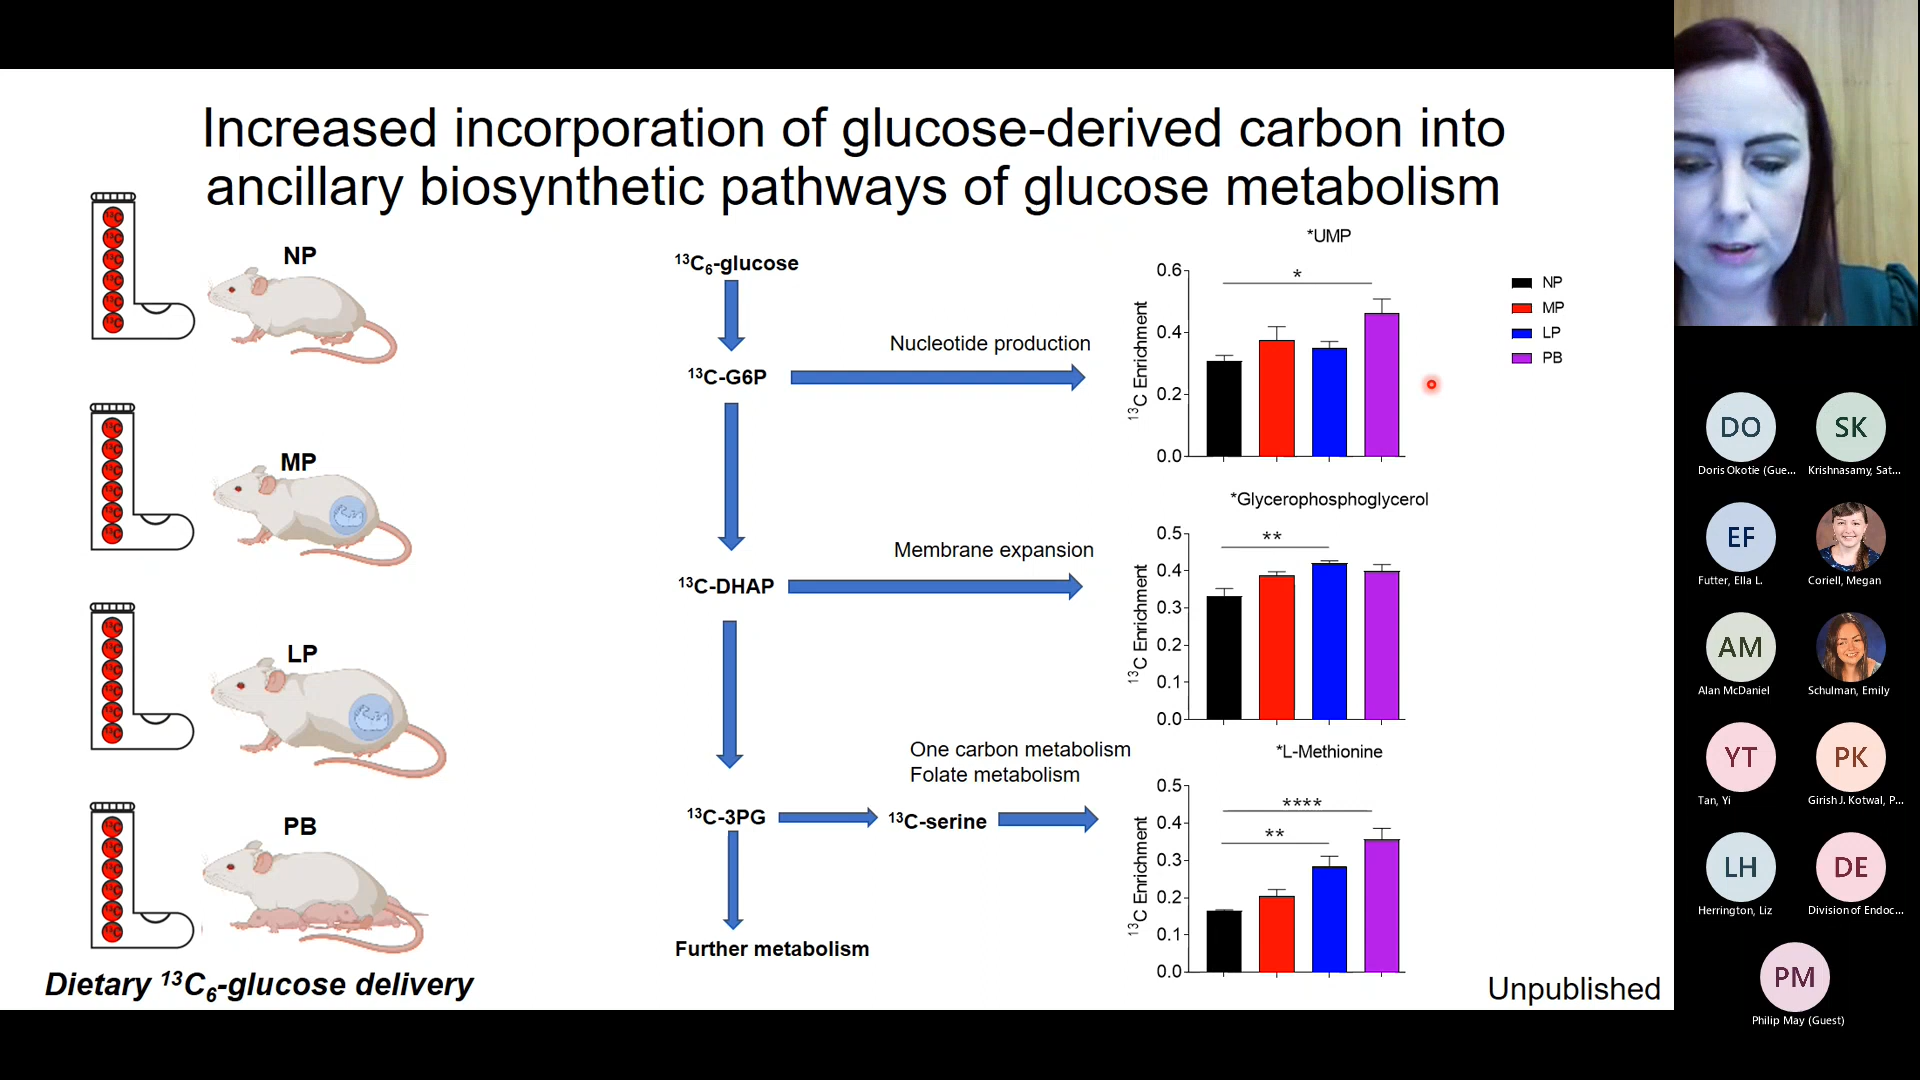 Increased incorporation of glucose-derived carbon into
ancillary biosynthetic pathways of glucose metabolism
NP
MP
LP
PB
Dietary ¹³C₆-glucose delivery
¹³C₆-glucose
¹³C-G6P
Nucleotide production
¹³C-DHAP
Membrane expansion
¹³C-3PG
¹³C-serine
One carbon metabolism
Folate metabolism
Further metabolism
*UMP
*
¹³C Enrichment
0.6
0.4
0.2
0.0
NP
MP
LP
PB
*Glycerophosphoglycerol
**
¹³C Enrichment
0.5
0.4
0.3
0.2
0.1
0.0
*L-Methionine
****
**
¹³C Enrichment
0.5
0.4
0.3
0.2
0.1
0.0
Unpublished
DO
Doris Okotie (Gue...
SK
Krishnasamy, Sat...
EF
Futter, Ella L.
Coriell, Megan
AM
Alan McDaniel
Schulman, Emily
YT
Tan, Yi
PK
Girish J. Kotwal, P...
LH
Herrington, Liz
DE
Division of Endoc...
PM
Philip May (Guest)